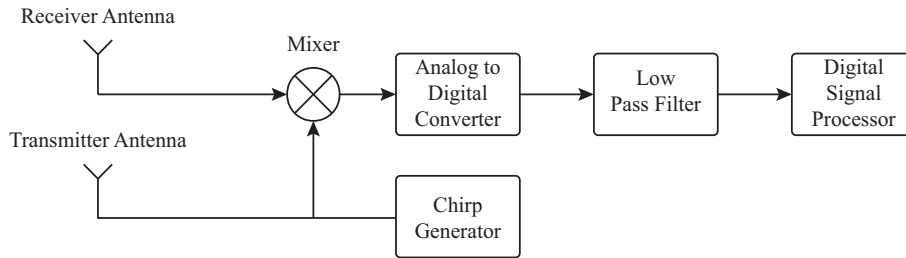 Receiver Antenna
Mixer
Analog to
Digital
Converter
Low
Pass Filter
Digital
Signal
Processor
Transmitter Antenna
Chirp
Generator